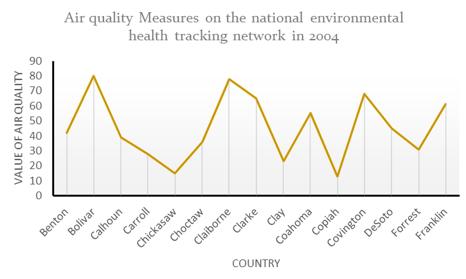 Air quality Measures on the national environmental
health tracking network in 2004
VALUE OF AIR QUALITY
90
80
70
60
50
40
30
20
10
0
Benton
Bolivar
Calhoun
Carroll
Chickasaw
Choctaw
Claiborne
Clarke
Clay
Coahoma
Copiah
Covington
DeSoto
Forrest
Franklin
COUNTRY